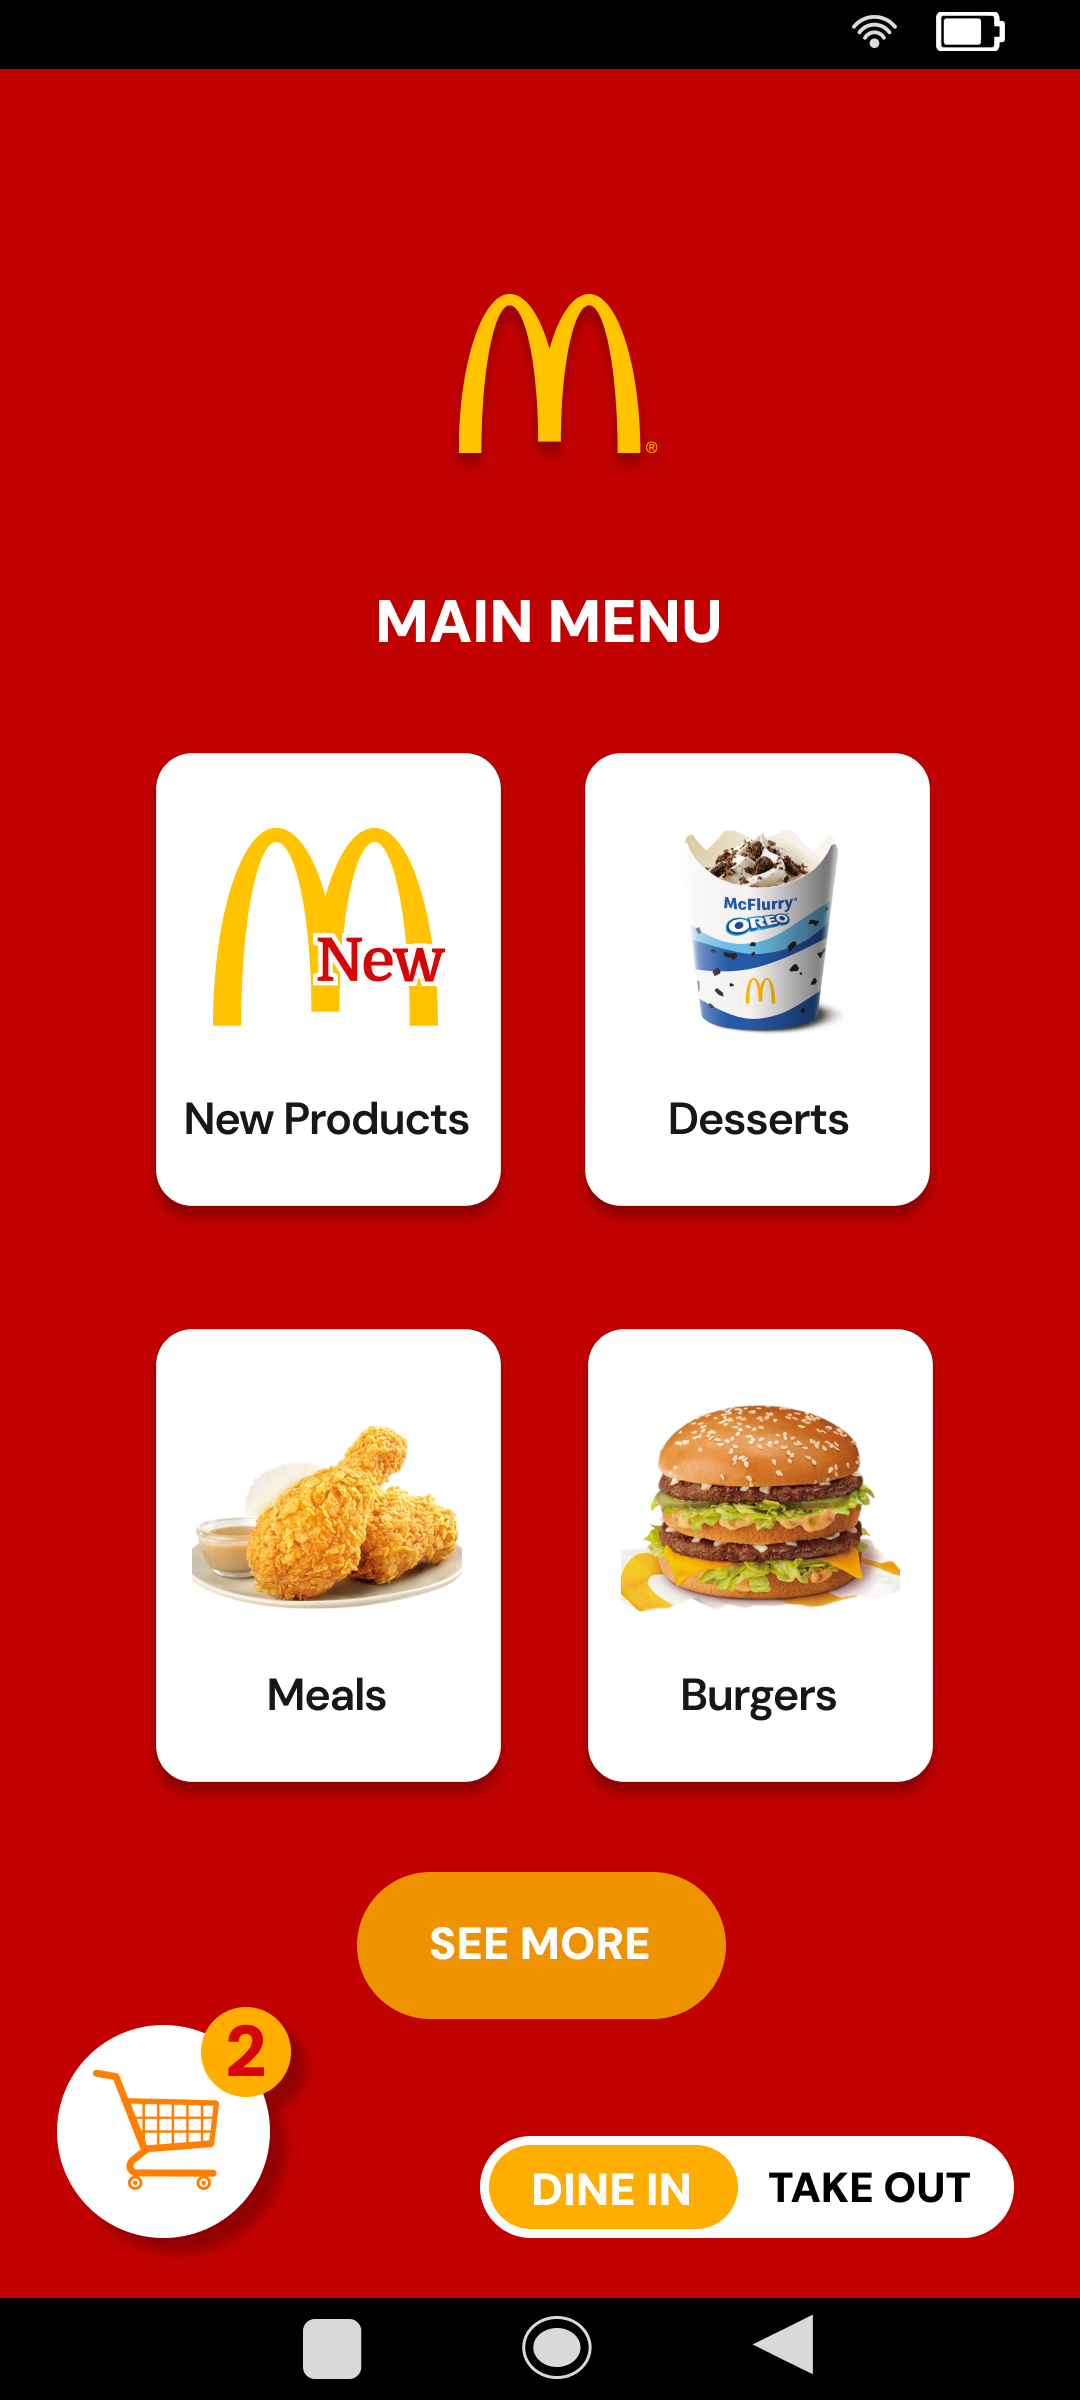 ®
MAIN MENU
New
New Products
McFlurry®
OREO
Desserts
Meals
Burgers
SEE MORE
2
DINE IN
TAKE OUT